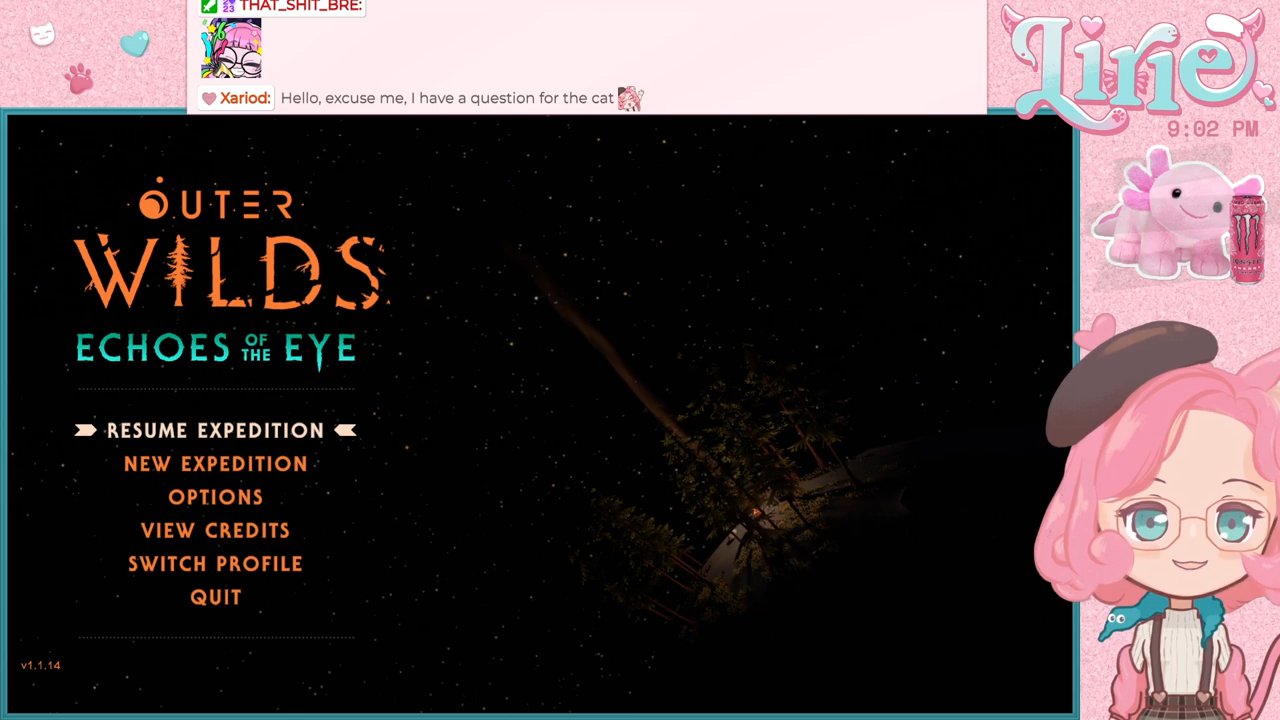 23 THAT_SHIT_BRE:
Xariod: Hello, excuse me, I have a question for the cat
Lirie
9:02 PM
OUTER
WILDS
ECHOES OF THE EYE
RESUME EXPEDITION
NEW EXPEDITION
OPTIONS
VIEW CREDITS
SWITCH PROFILE
QUIT
v1.1.14